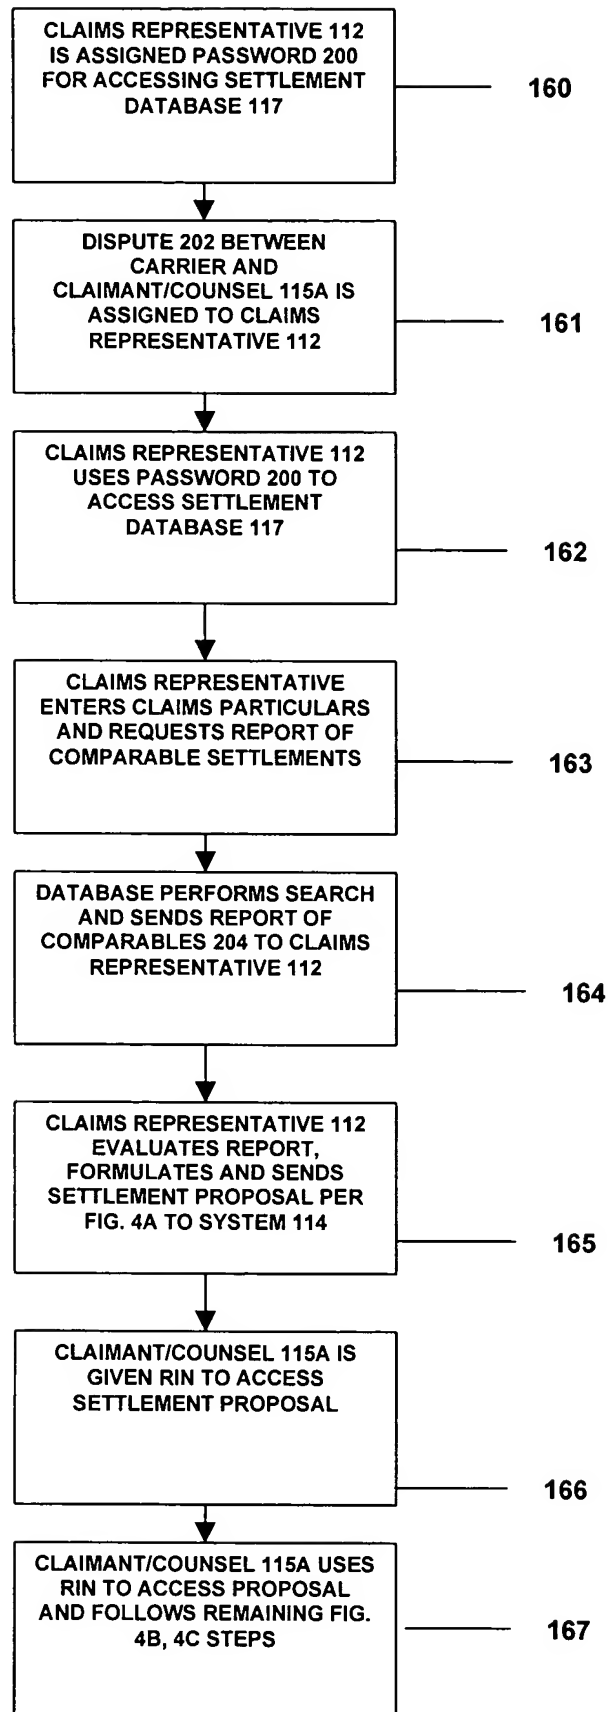 CLAIMS REPRESENTATIVE 112
IS ASSIGNED PASSWORD 200
FOR ACCESSING SETTLEMENT
DATABASE 117
160
DISPUTE 202 BETWEEN
CARRIER AND
CLAIMANT/COUNSEL 115A IS
ASSIGNED TO CLAIMS
REPRESENTATIVE 112
161
CLAIMS REPRESENTATIVE 112
USES PASSWORD 200 TO
ACCESS SETTLEMENT
DATABASE 117
162
CLAIMS REPRESENTATIVE
ENTERS CLAIMS PARTICULARS
AND REQUESTS REPORT OF
COMPARABLE SETTLEMENTS
163
DATABASE PERFORMS SEARCH
AND SENDS REPORT OF
COMPARABLES 204 TO CLAIMS
REPRESENTATIVE 112
164
CLAIMS REPRESENTATIVE 112
EVALUATES REPORT,
FORMULATES AND SENDS
SETTLEMENT PROPOSAL PER
FIG. 4A TO SYSTEM 114
165
CLAIMANT/COUNSEL 115A IS
GIVEN RIN TO ACCESS
SETTLEMENT PROPOSAL
166
CLAIMANT/COUNSEL 115A USES
RIN TO ACCESS PROPOSAL
AND FOLLOWS REMAINING FIG.
4B, 4C STEPS
167